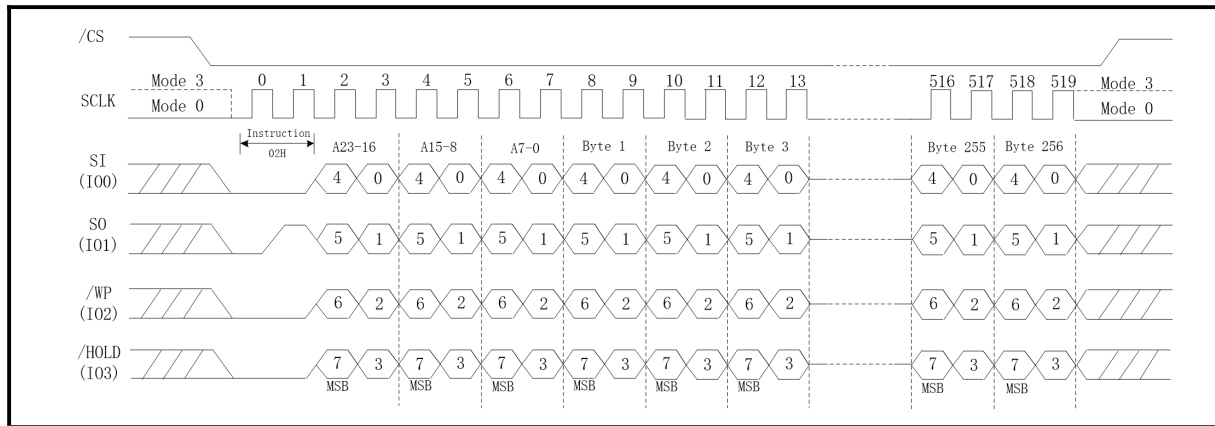 /CS
Mode 3 0 1 2 3 4 5 6 7 8 9 10 11 12 13 516 517 518 519 Mode 3
SCLK Mode 0 Mode 0
Instruction
02H A23-16 A15-8 A7-0 Byte 1 Byte 2 Byte 3 Byte 255 Byte 256
SI
(IO0) 4 0 4 0 4 0 4 0 4 0 4 0 4 0 4 0
SO
(IO1) 5 1 5 1 5 1 5 1 5 1 5 1 5 1 5 1
/WP
(IO2) 6 2 6 2 6 2 6 2 6 2 6 2 6 2 6 2
/HOLD
(IO3) 7 3 7 3 7 3 7 3 7 3 7 3 7 3 7 3
MSB MSB MSB MSB MSB MSB MSB MSB